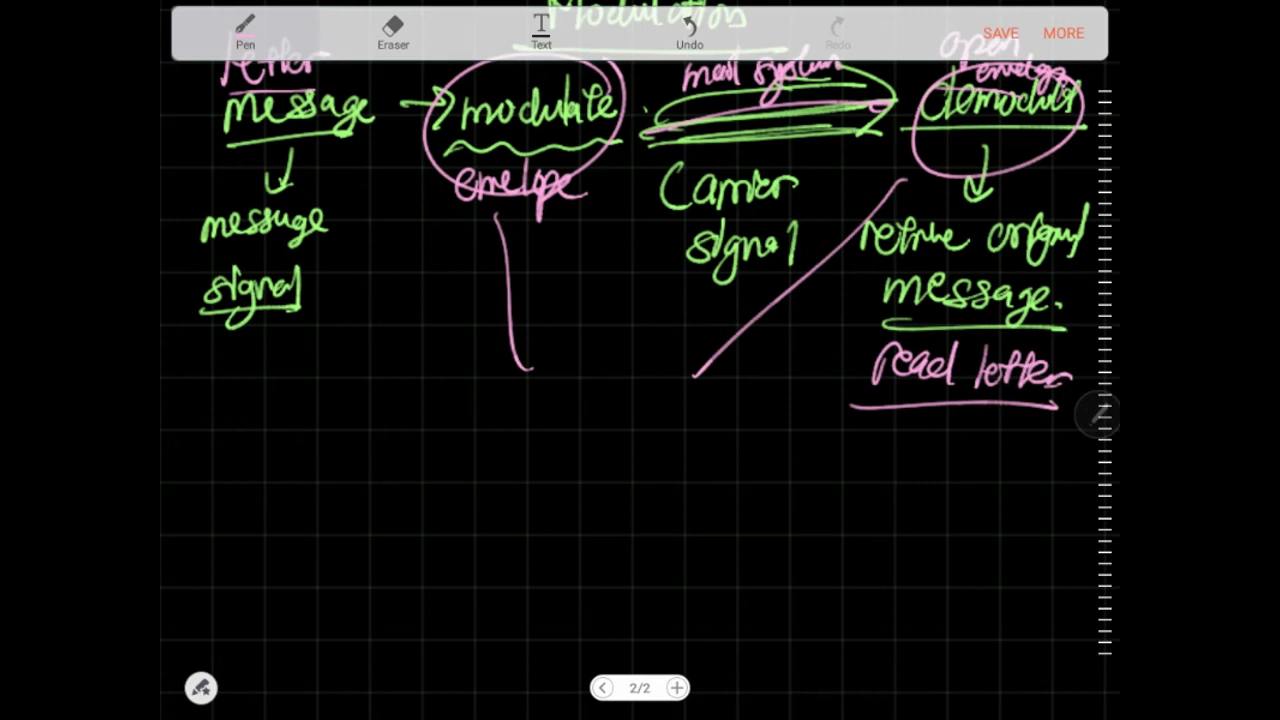 Modulation
Pen
Eraser
Text
Undo
Redo
SAVE
MORE
letter
mail system
open
envelope
message
modulate
demodulate
envelope
Carrier
signal
message
signal
retrieve original
message.
read letter
2/2